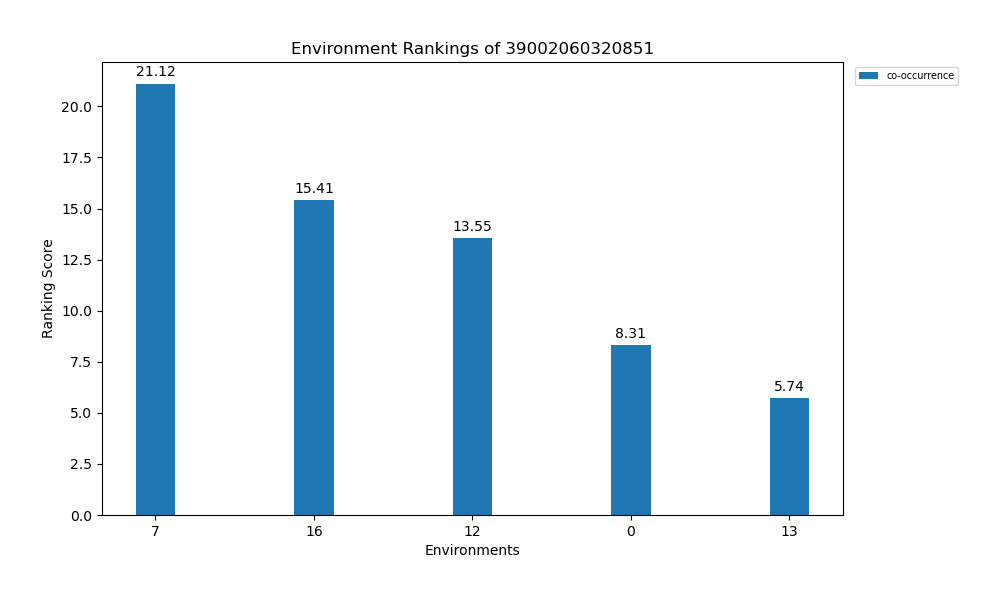 Environment Rankings of 39002060320851
co-occurrence
21.12
15.41
13.55
8.31
5.74
20.0
17.5
15.0
12.5
10.0
7.5
5.0
2.5
0.0
Ranking Score
7 16 12 0 13
Environments